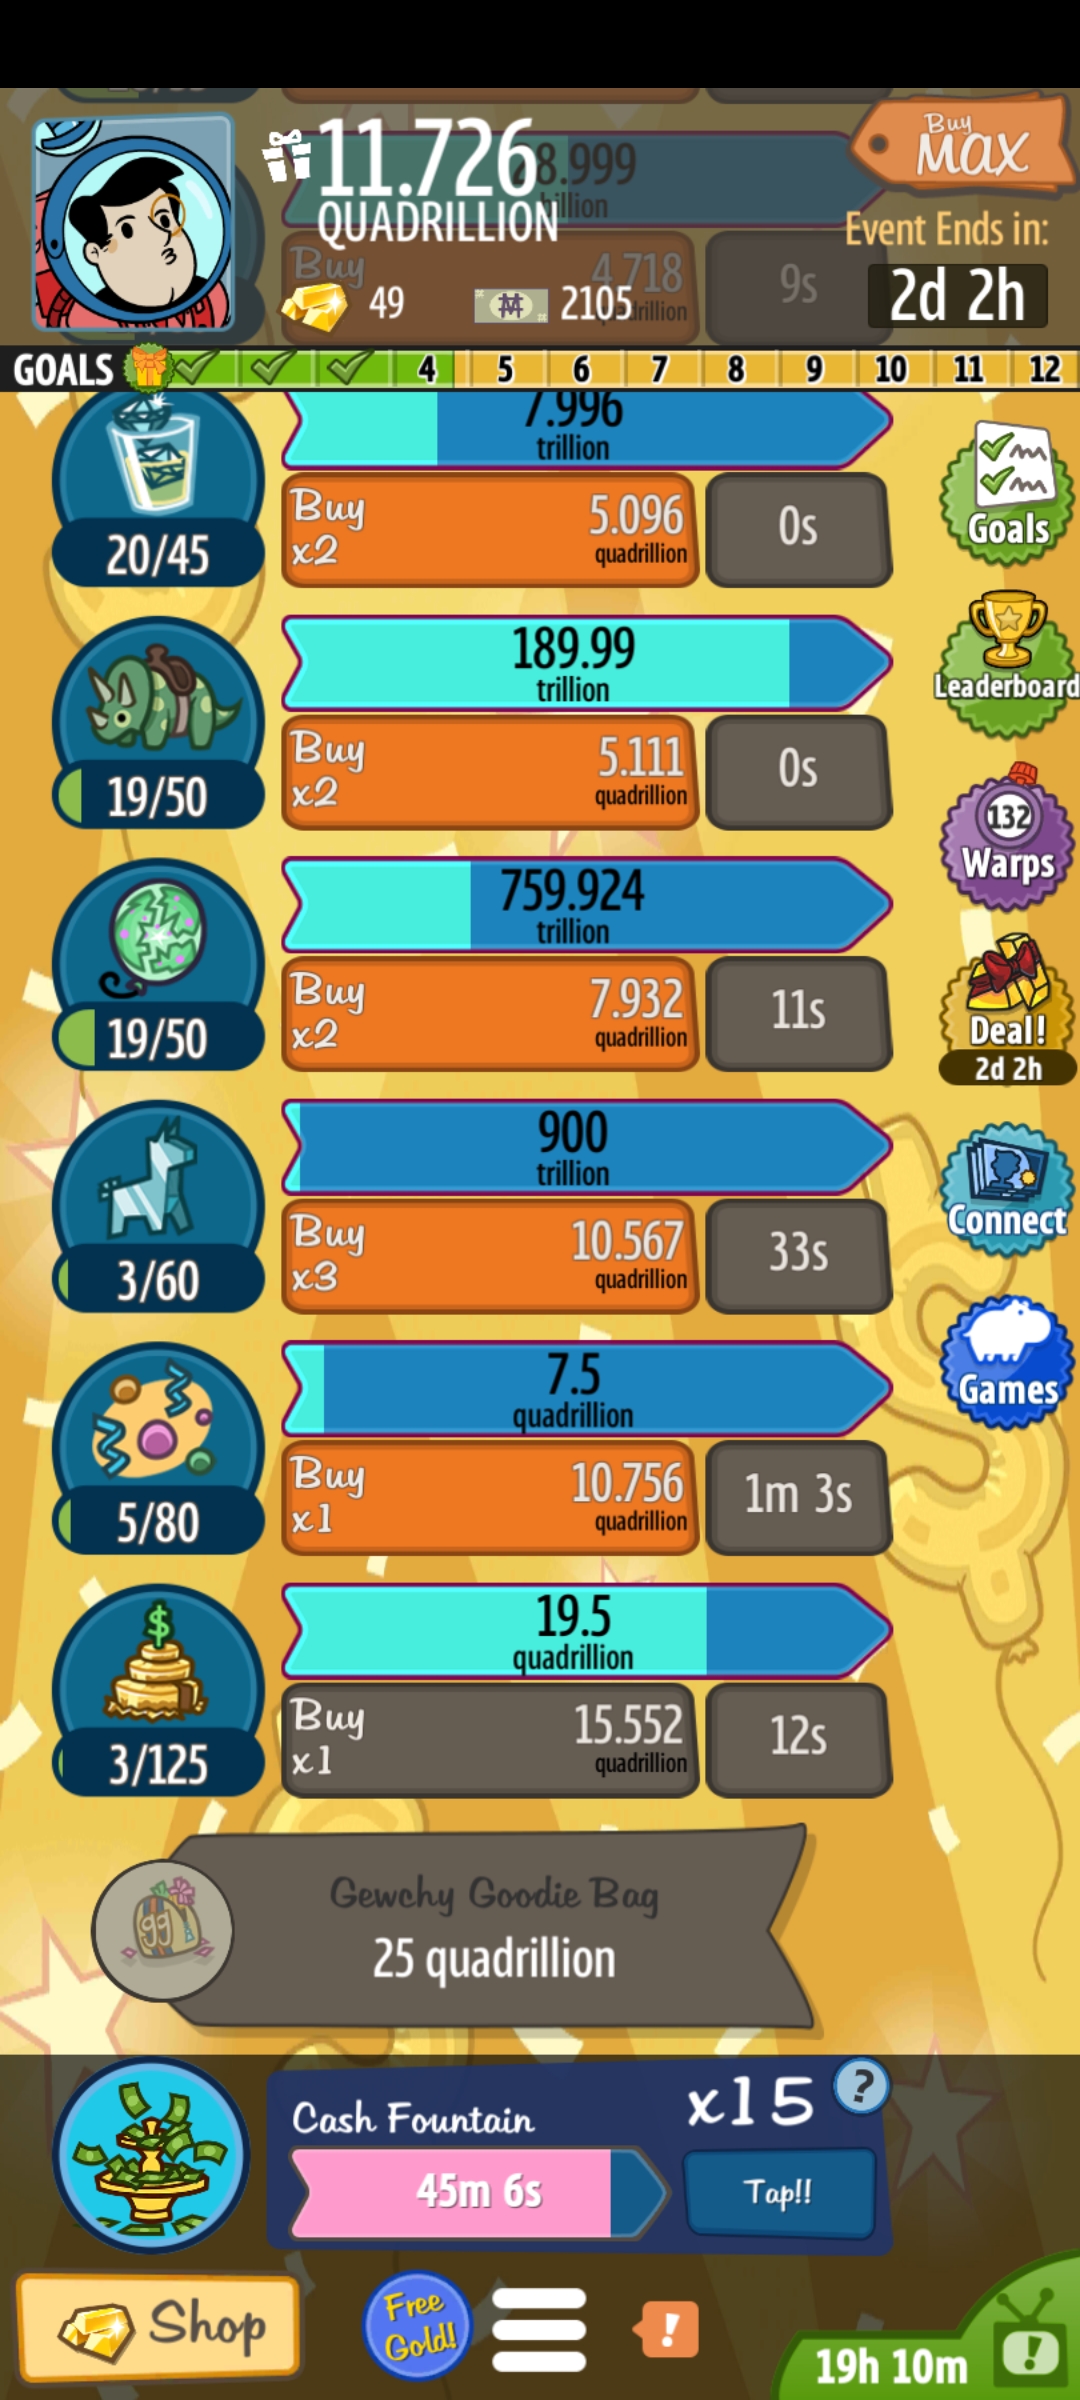 11.726
QUADRILLION
Buy
MAX
Event Ends in:
2d 2h
49
2105
8.999
Buy
4.718
9s
GOALS 4 5 6 7 8 9 10 11 12
7.996
trillion
20/45
Buy
x2
5.096
quadrillion
0s
Goals
189.99
trillion
19/50
Buy
x2
5.111
quadrillion
0s
Leaderboard
759.924
trillion
19/50
Buy
x2
7.932
quadrillion
11s
132
Warps
Deal!
2d 2h
900
trillion
3/60
Buy
x3
10.567
quadrillion
33s
Connect
7.5
quadrillion
5/80
Buy
x1
10.756
quadrillion
1m 3s
Games
$
19.5
quadrillion
3/125
Buy
x1
15.552
quadrillion
12s
gg
Gewchy Goodie Bag
25 quadrillion
Cash Fountain
x15
?
45m 6s
Tap!!
Shop
Free
Gold!
!
19h 10m
!